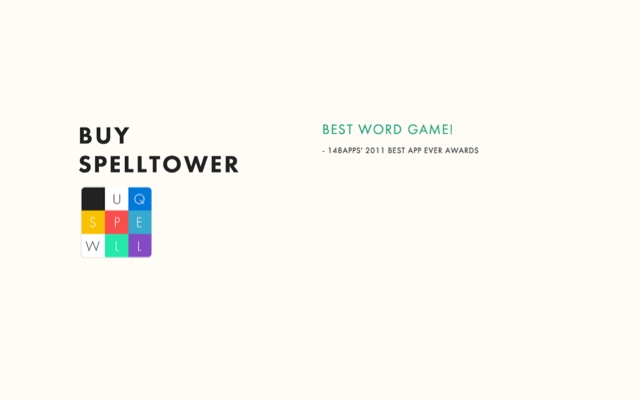 BUY
SPELLTOWER
U Q
S P E
W L L
BEST WORD GAME!
- 148APPS' 2011 BEST APP EVER AWARDS